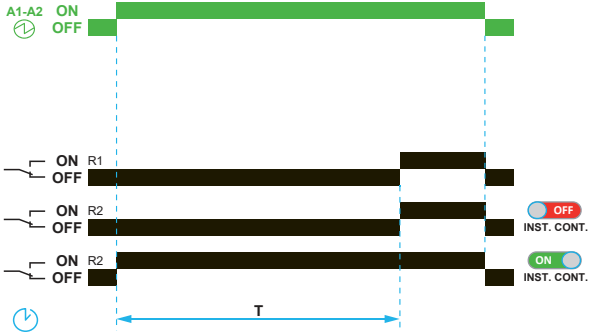 A1-A2 ON
OFF
ON R1
OFF
ON R2 OFF
OFF INST. CONT.
ON R2 ON
OFF INST. CONT.
T